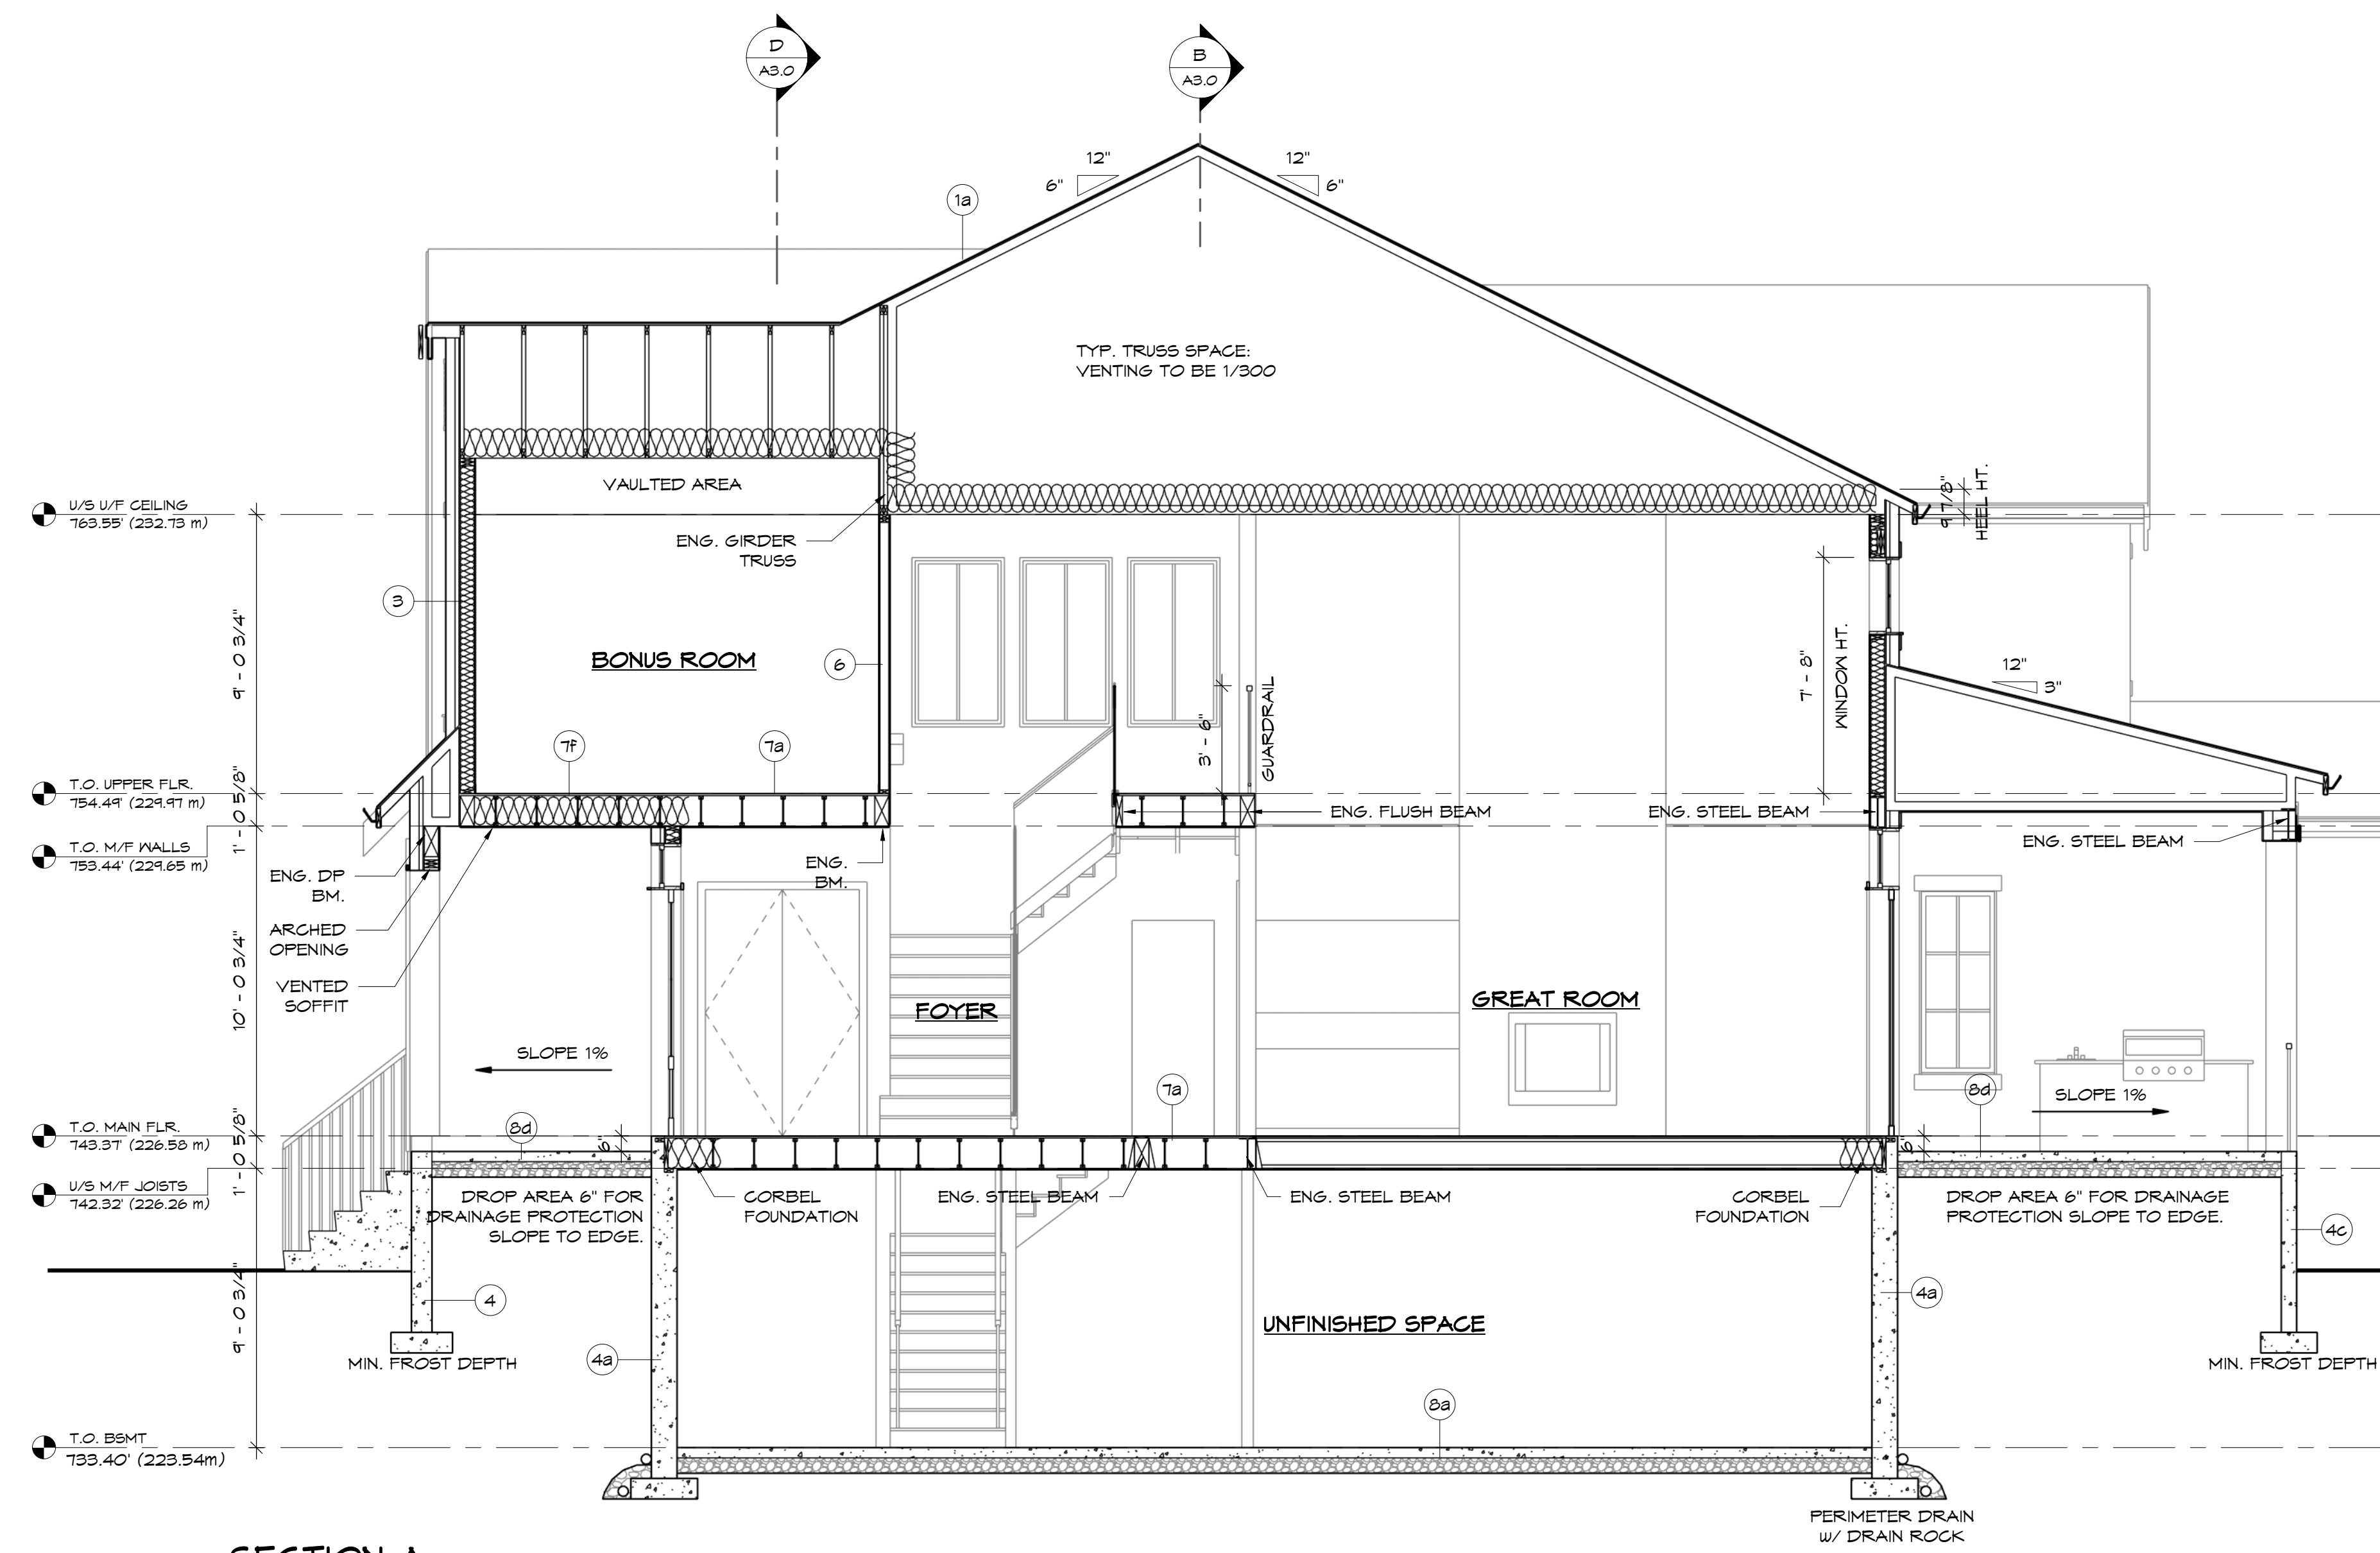 D
A3.0
B
A3.0
12"
6"
12"
6"
1a
TYP. TRUSS SPACE:
VENTING TO BE 1/300
VAULTED AREA
U/S U/F CEILING
763.55' (232.73 m)
9 7/8"
HEEL HT.
ENG. GIRDER
TRUSS
3
9' - 0 3/4"
BONUS ROOM
6
7' - 8"
WINDOW HT.
12"
3"
7f
7a
3' - 6"
GUARDRAIL
T.O. UPPER FLR.
754.49' (229.97 m)
1' - 0 5/8"
ENG. FLUSH BEAM
ENG. STEEL BEAM
ENG. STEEL BEAM
T.O. M/F WALLS
753.44' (229.65 m)
ENG. DP
BM.
ENG.
BM.
ARCHED
OPENING
VENTED
SOFFIT
10' - 0 3/4"
FOYER
GREAT ROOM
SLOPE 1%
7a
8d
SLOPE 1%
T.O. MAIN FLR.
743.37' (226.58 m)
8d
6"
6"
1' - 0 5/8"
U/S M/F JOISTS
742.32' (226.26 m)
DROP AREA 6" FOR
DRAINAGE PROTECTION
SLOPE TO EDGE.
CORBEL
FOUNDATION
ENG. STEEL BEAM
ENG. STEEL BEAM
CORBEL
FOUNDATION
DROP AREA 6" FOR DRAINAGE
PROTECTION SLOPE TO EDGE.
4c
9' - 0 3/4"
4
4a
UNFINISHED SPACE
MIN. FROST DEPTH
4a
MIN. FROST DEPTH
8a
T.O. BSMT
733.40' (223.54m)
PERIMETER DRAIN
W/ DRAIN ROCK
SECTION A